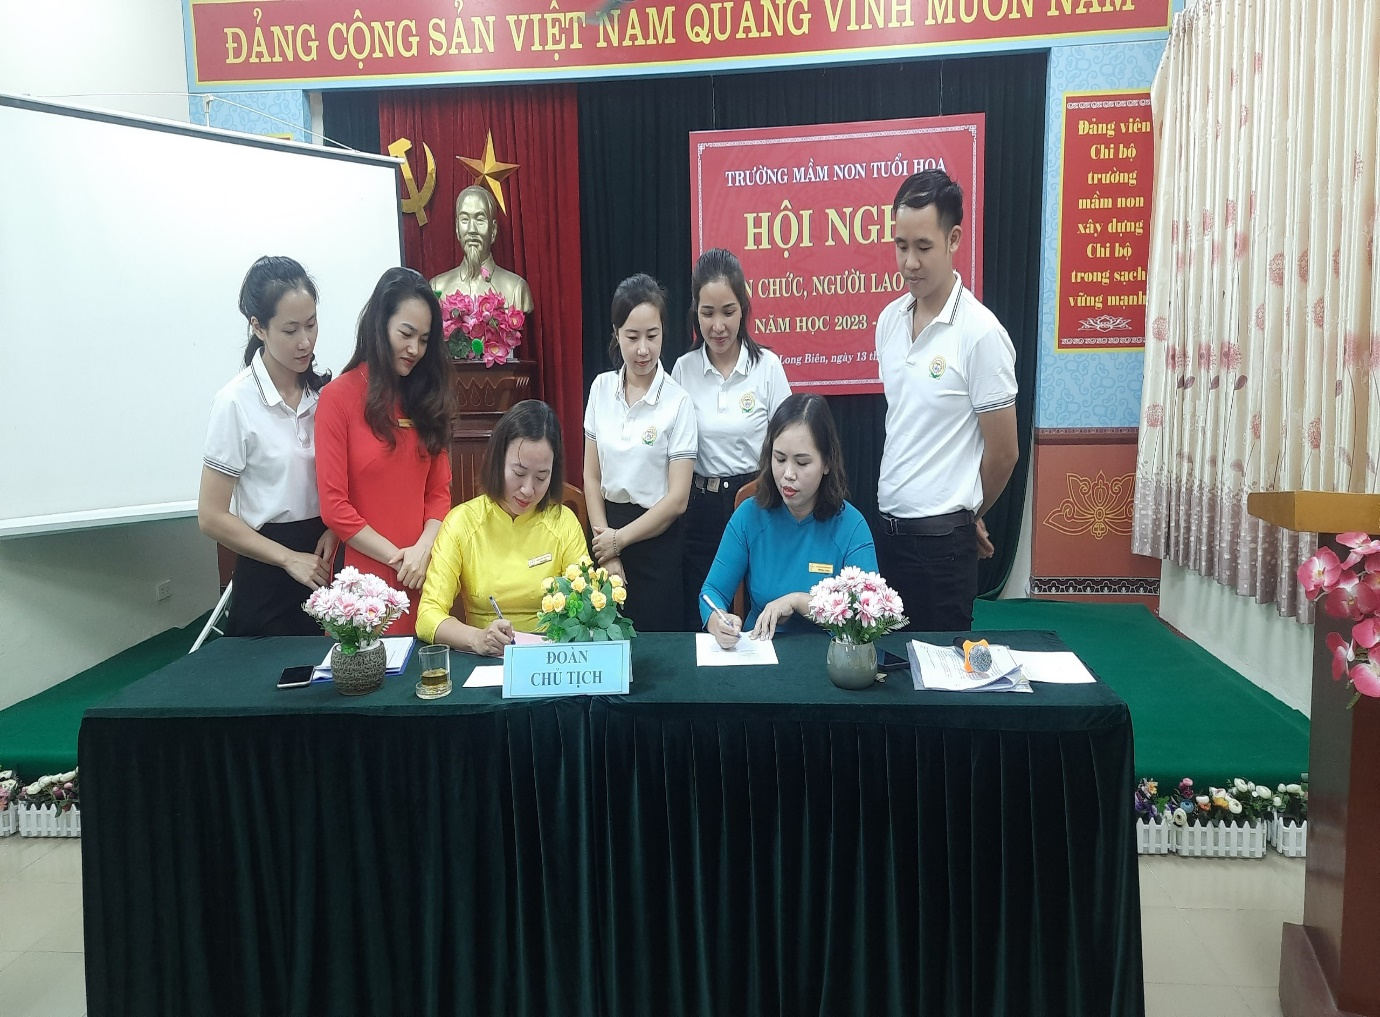 ĐẢNG CỘNG SẢN VIỆT NAM QUANG VINH MUÔN NĂM
TRƯỜNG MẦM NON TUỔI HOA
HỘI NGH
N CHỨC, NGƯỜI LAO
NĂM HỌC 2023 -
Long Biên, ngày 13 th
Đảng viên
Chi bộ
trường
mầm non
xây dựng
Chi bộ
trong sạch
vững mạnh
ĐOÀN
CHỦ TỊCH